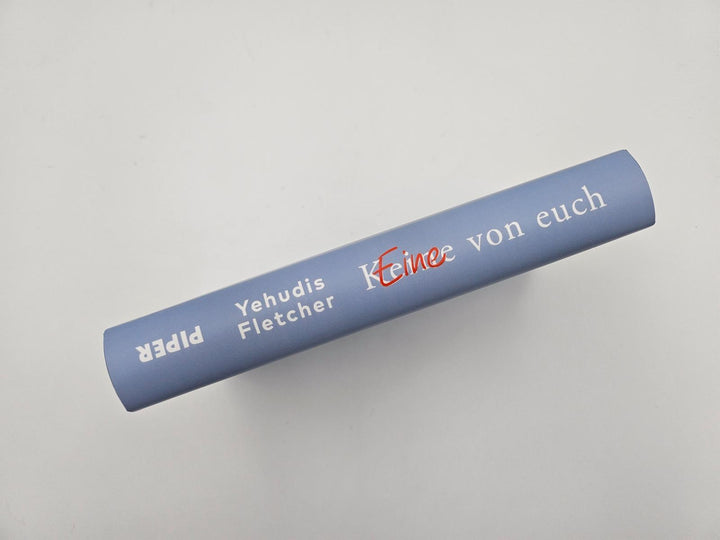 PIPER
Yehudis
Fletcher
Keine von euch
Eine